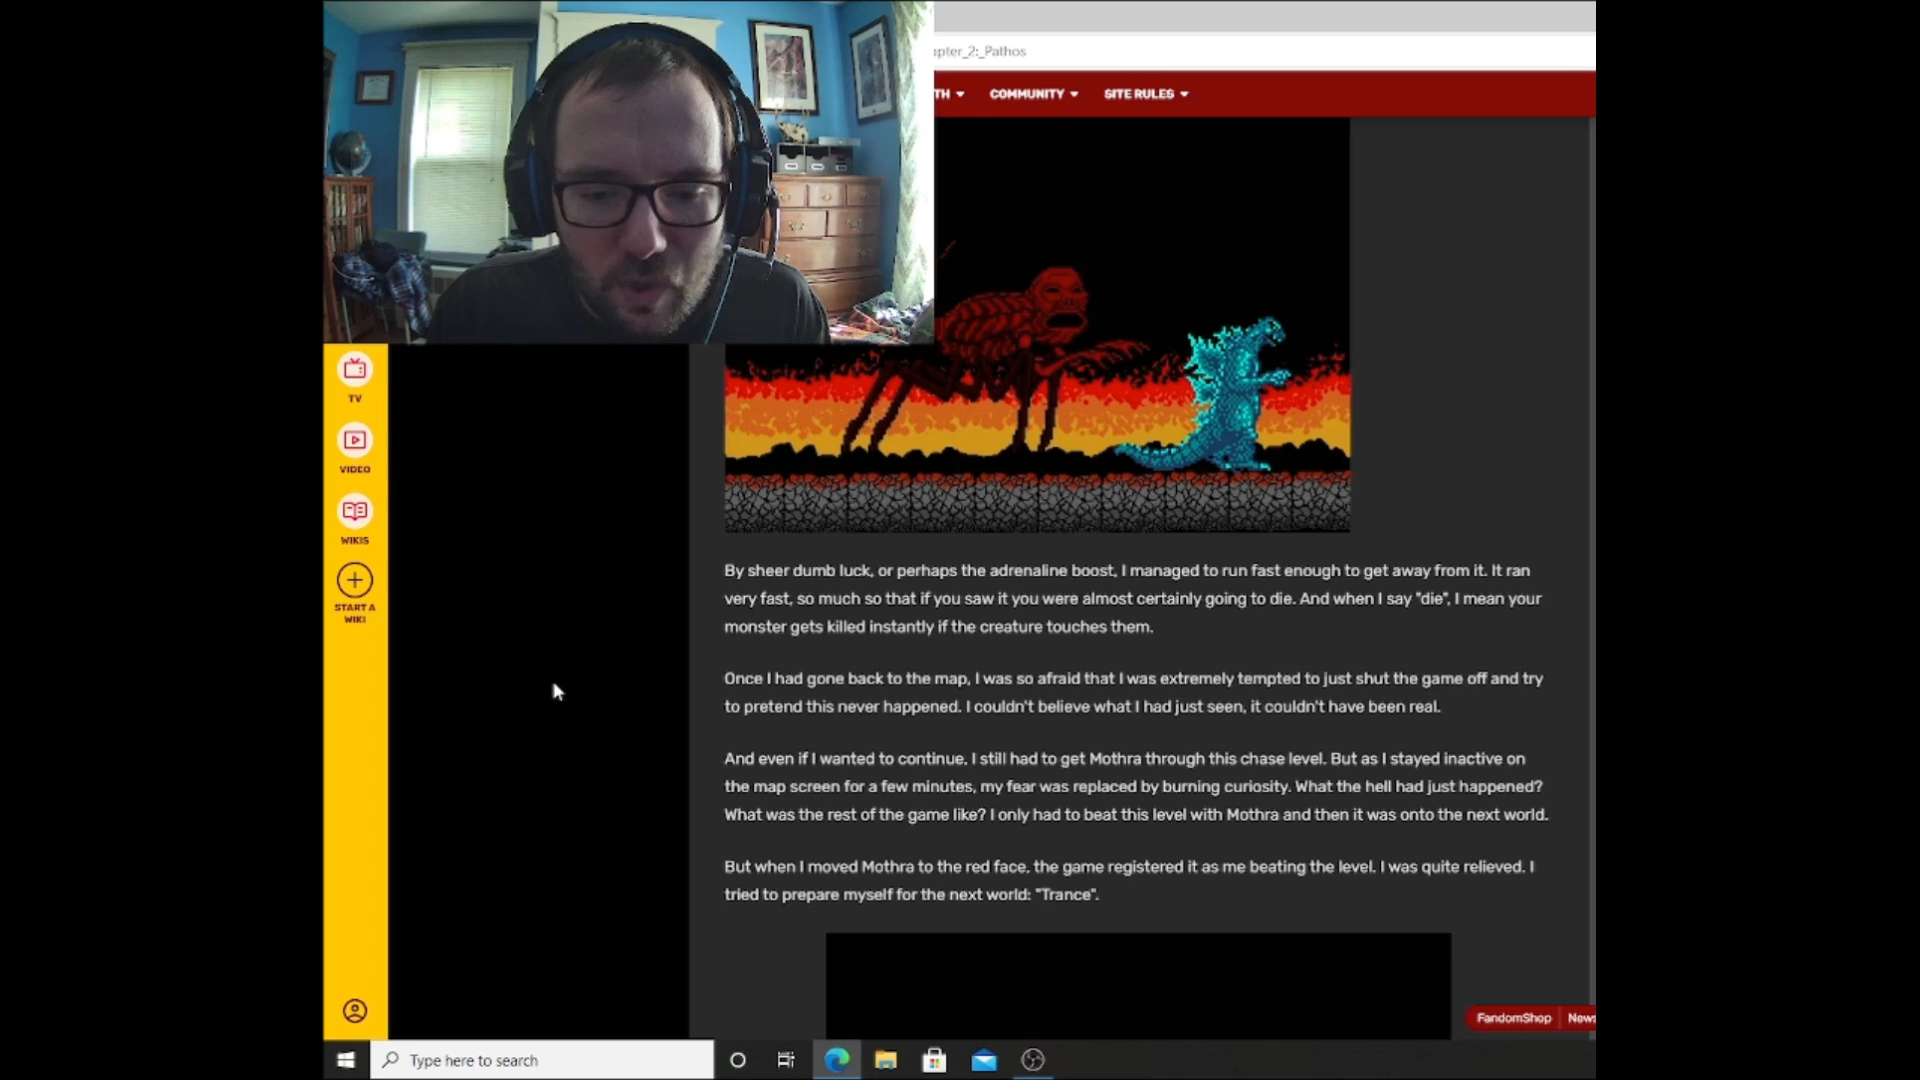 apter_2:_Pathos
TH
COMMUNITY
SITE RULES
TV
VIDEO
WIKIS
START A
WIKI
By sheer dumb luck, or perhaps the adrenaline boost, I managed to run fast enough to get away from it. It ran
very fast, so much so that if you saw it you were almost certainly going to die. And when I say "die", I mean your
monster gets killed instantly if the creature touches them.
Once I had gone back to the map, I was so afraid that I was extremely tempted to just shut the game off and try
to pretend this never happened. I couldn't believe what I had just seen, it couldn't have been real.
And even if I wanted to continue, I still had to get Mothra through this chase level. But as I stayed inactive on
the map screen for a few minutes, my fear was replaced by burning curiosity. What the hell had just happened?
What was the rest of the game like? I only had to beat this level with Mothra and then it was onto the next world.
But when I moved Mothra to the red face, the game registered it as me beating the level. I was quite relieved. I
tried to prepare myself for the next world: "Trance".
FandomShop
News
Type here to search